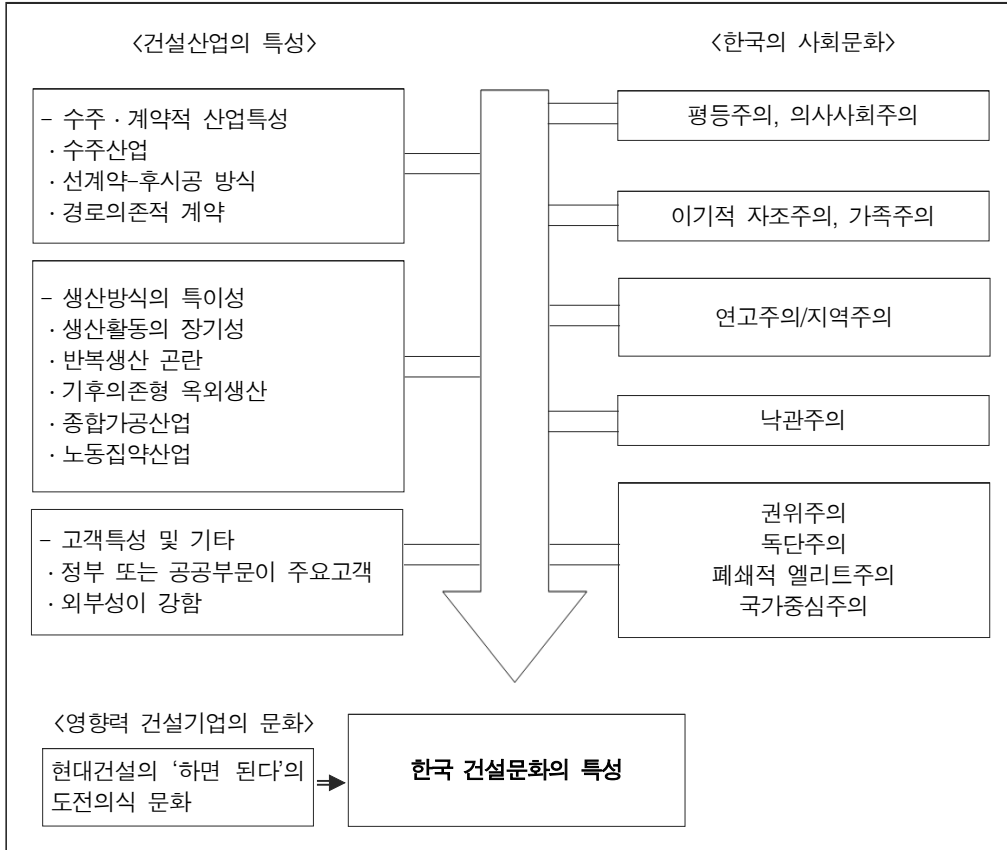 <건설산업의 특성>
- 수주 · 계약적 산업특성
· 수주산업
· 선계약-후시공 방식
· 경로의존적 계약
- 생산방식의 특이성
· 생산활동의 장기성
· 반복생산 곤란
· 기후의존형 옥외생산
· 종합가공산업
· 노동집약산업
- 고객특성 및 기타
· 정부 또는 공공부문이 주요고객
· 외부성이 강함
<한국의 사회문화>
평등주의, 의사사회주의
이기적 자조주의, 가족주의
연고주의/지역주의
낙관주의
권위주의
독단주의
폐쇄적 엘리트주의
국가중심주의
<영향력 건설기업의 문화>
현대건설의 ‘하면 된다’의
도전의식 문화
한국 건설문화의 특성